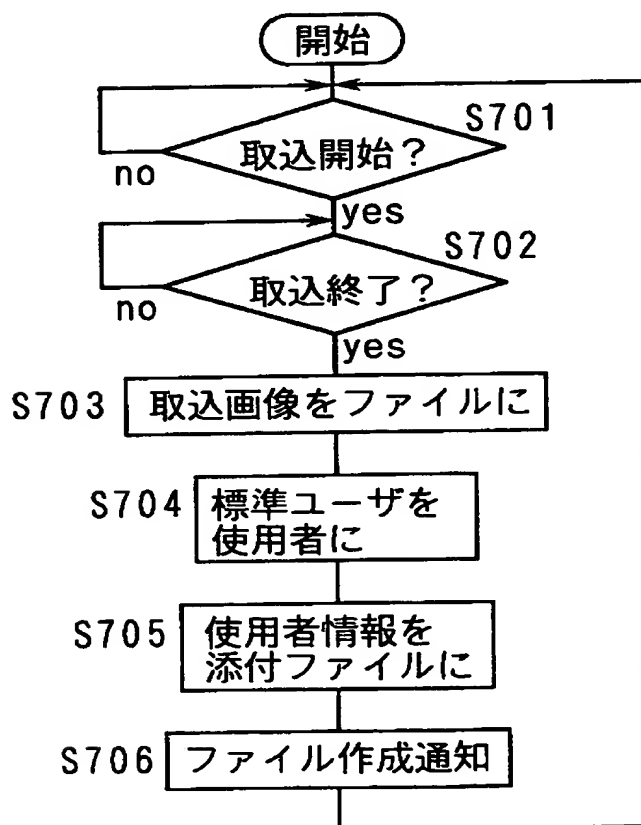 開始
S701
取込開始?
no
yes
S702
取込終了?
no
yes
S703
取込画像をファイルに
S704
標準ユーザを
使用者に
S705
使用者情報を
添付ファイルに
S706
ファイル作成通知